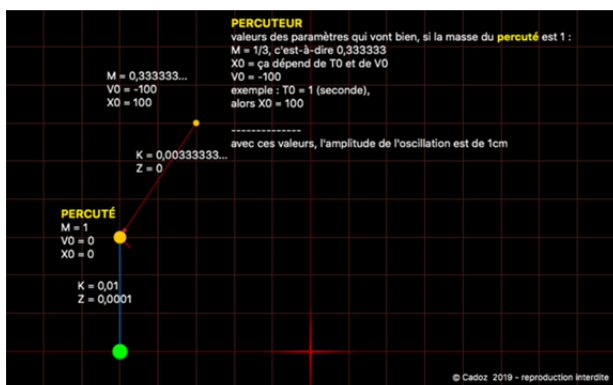 PERCUTEUR
valeurs des paramètres qui vont bien, si la masse du percuté est 1 :
M = 1/3, c'est-à-dire 0,333333
X0 = ça dépend de T0 et de V0
V0 = -100
exemple : T0 = 1 (seconde),
alors X0 = 100
--------------
avec ces valeurs, l'amplitude de l'oscillation est de 1cm
M = 0,333333...
V0 = -100
X0 = 100
K = 0,00333333...
Z = 0
PERCUTÉ
M = 1
V0 = 0
X0 = 0
K = 0,01
Z = 0,0001
© Cadoz 2019 - reproduction interdite